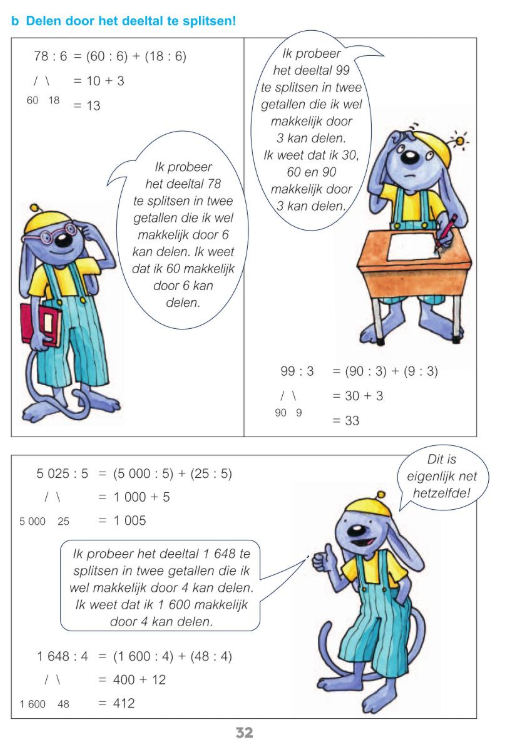 b Delen door het deeltal te splitsen!
78 : 6 = (60 : 6) + (18 : 6)
/ \ = 10 + 3
60 18 = 13
Ik probeer
het deeltal 78
te splitsen in twee
getallen die ik wel
makkelijk door 6
kan delen. Ik weet
dat ik 60 makkelijk
door 6 kan
delen.
Ik probeer
het deeltal 99
te splitsen in twee
getallen die ik wel
makkelijk door
3 kan delen.
Ik weet dat ik 30,
60 en 90
makkelijk door
3 kan delen.
99 : 3 = (90 : 3) + (9 : 3)
/ \ = 30 + 3
90 9
= 33
5 025 : 5 = (5 000 : 5) + (25 : 5)
/ \ = 1 000 + 5
5 000 25 = 1 005
Dit is
eigenlijk net
hetzelfde!
Ik probeer het deeltal 1 648 te
splitsen in twee getallen die ik
wel makkelijk door 4 kan delen.
Ik weet dat ik 1 600 makkelijk
door 4 kan delen.
1 648 : 4 = (1 600 : 4) + (48 : 4)
/ \ = 400 + 12
1 600 48 = 412
32